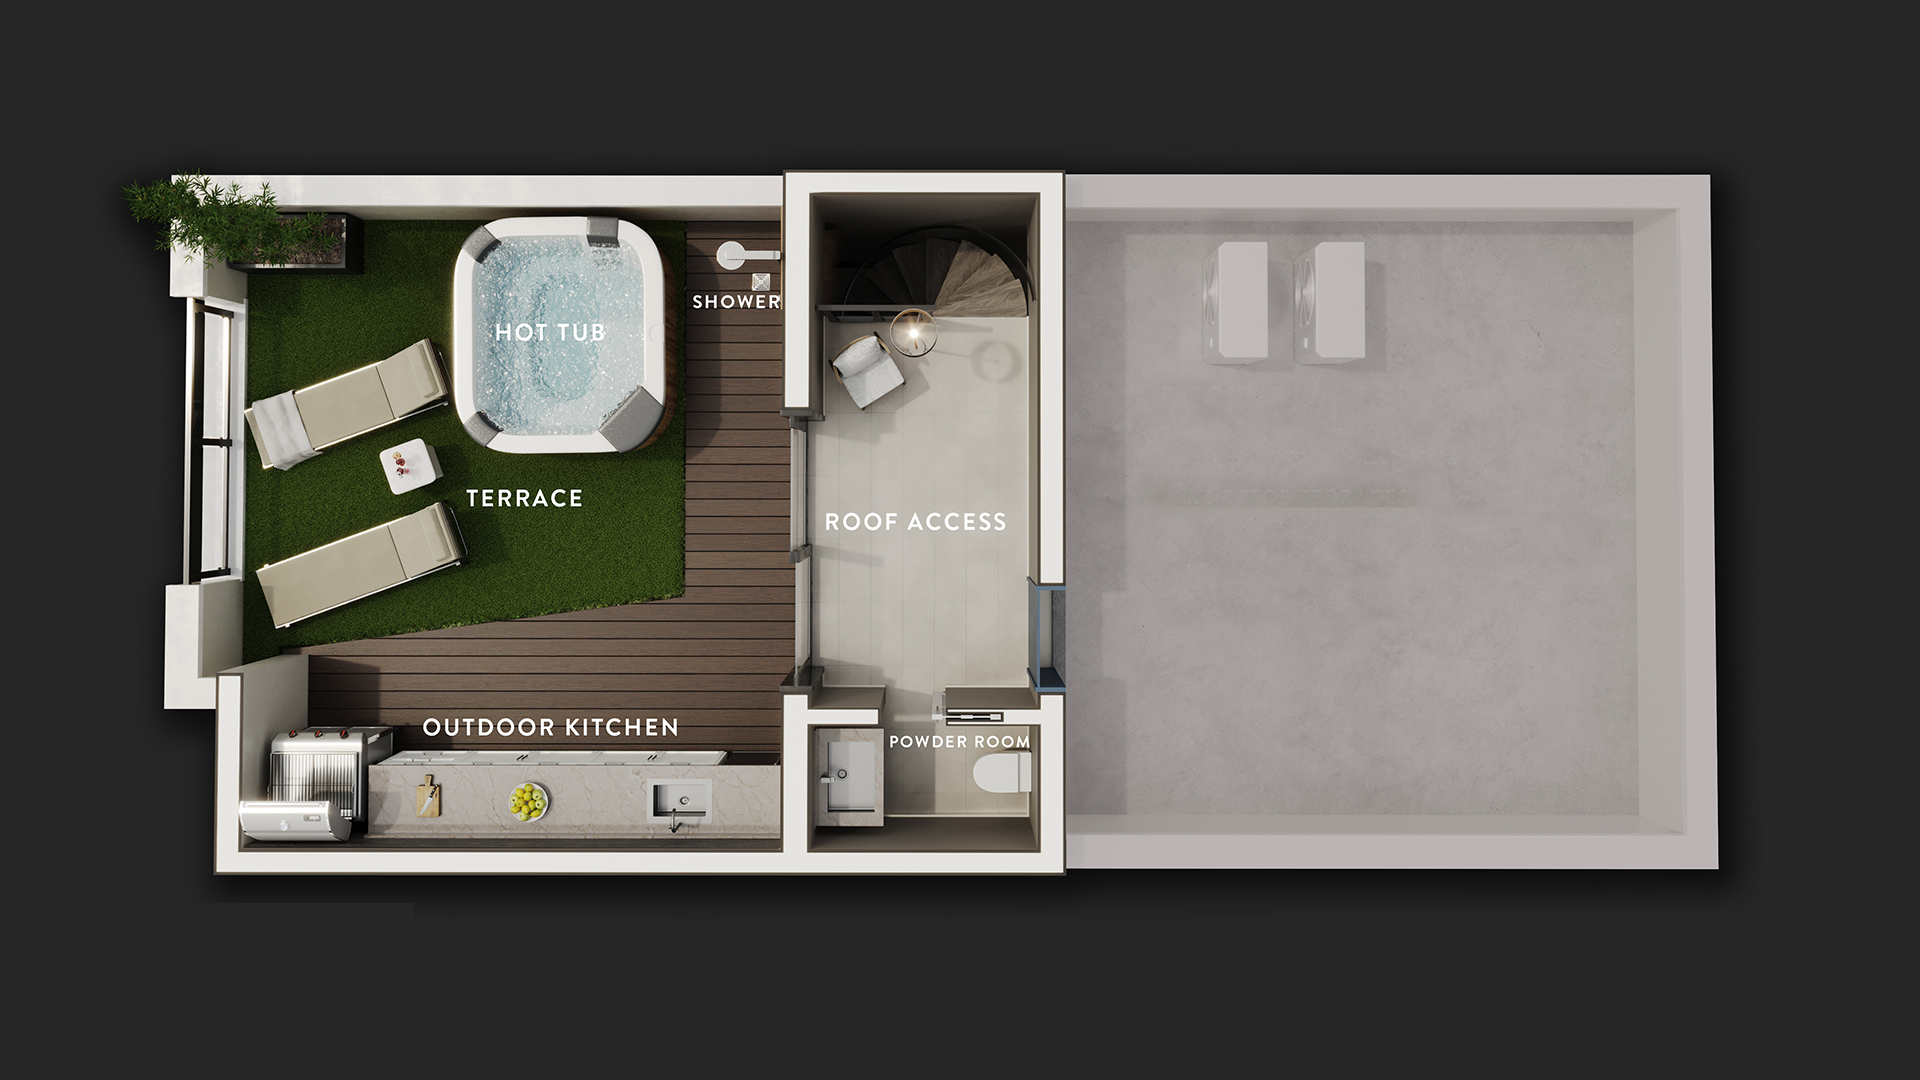 SHOWER
HOT TUB
TERRACE
ROOF ACCESS
OUTDOOR KITCHEN
POWDER ROOM